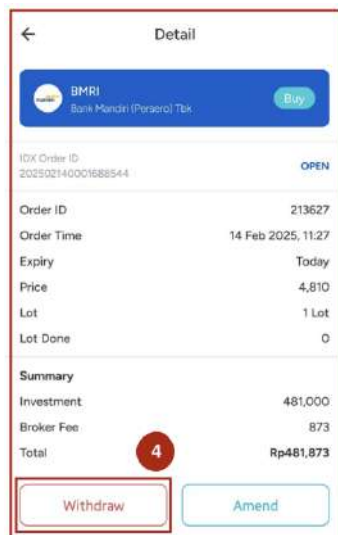 Detail
BMRI
Bank Mandiri (Persero) Tbk
Buy
IDX Order ID
202502140001688544
OPEN
Order ID 213627
Order Time 14 Feb 2025, 11:27
Expiry Today
Price 4,810
Lot 1 Lot
Lot Done 0
Summary
Investment 481,000
Broker Fee 873
Total Rp481,873
4
Withdraw Amend